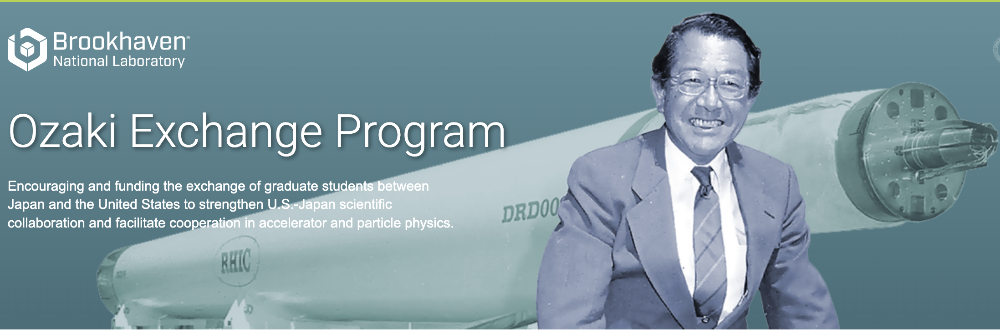 Brookhaven®
National Laboratory
Ozaki Exchange Program
Encouraging and funding the exchange of graduate students between
Japan and the United States to strengthen U.S.-Japan scientific
collaboration and facilitate cooperation in accelerator and particle physics.
DRD00
RHIC